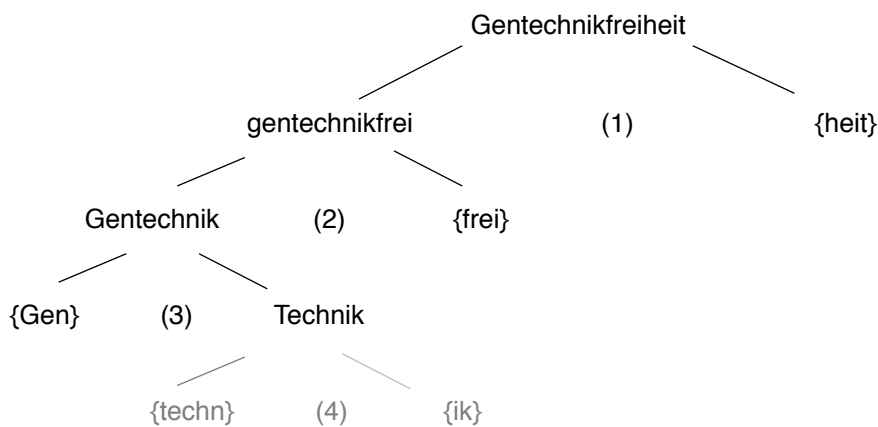 Gentechnikfreiheit
gentechnikfrei (1) {heit}
Gentechnik (2) {frei}
{Gen} (3) Technik
{techn} (4) {ik}